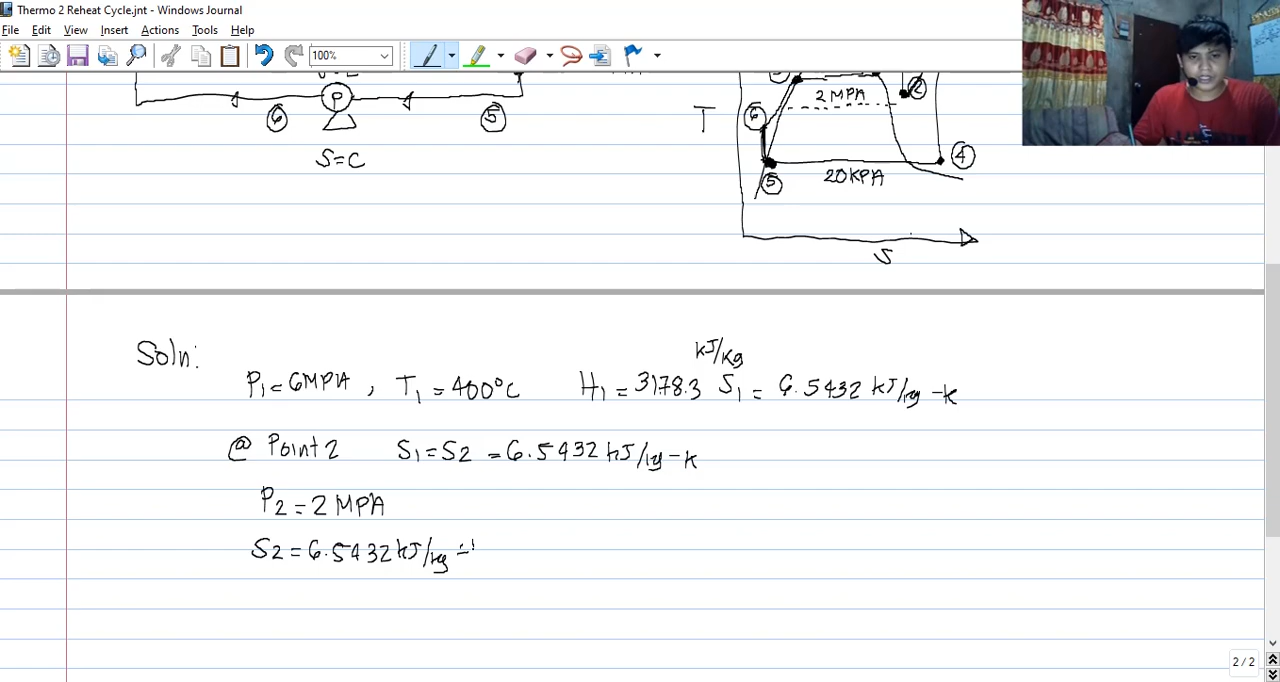 Thermo 2 Reheat Cycle.jnt - Windows Journal
File Edit View Insert Actions Tools Help
100%
P
6
5
S=C
T
2 MPA
2
6
5
20KPA
4
S
Soln:
kJ/kg
P1=6MPA, T1=400°C H1=3178.3 S1=6.5432 kJ/kg-K
@ Point 2 S1=S2=6.5432 kJ/kg-K
P2=2 MPA
S2=6.5432 kJ/kg
2 / 2